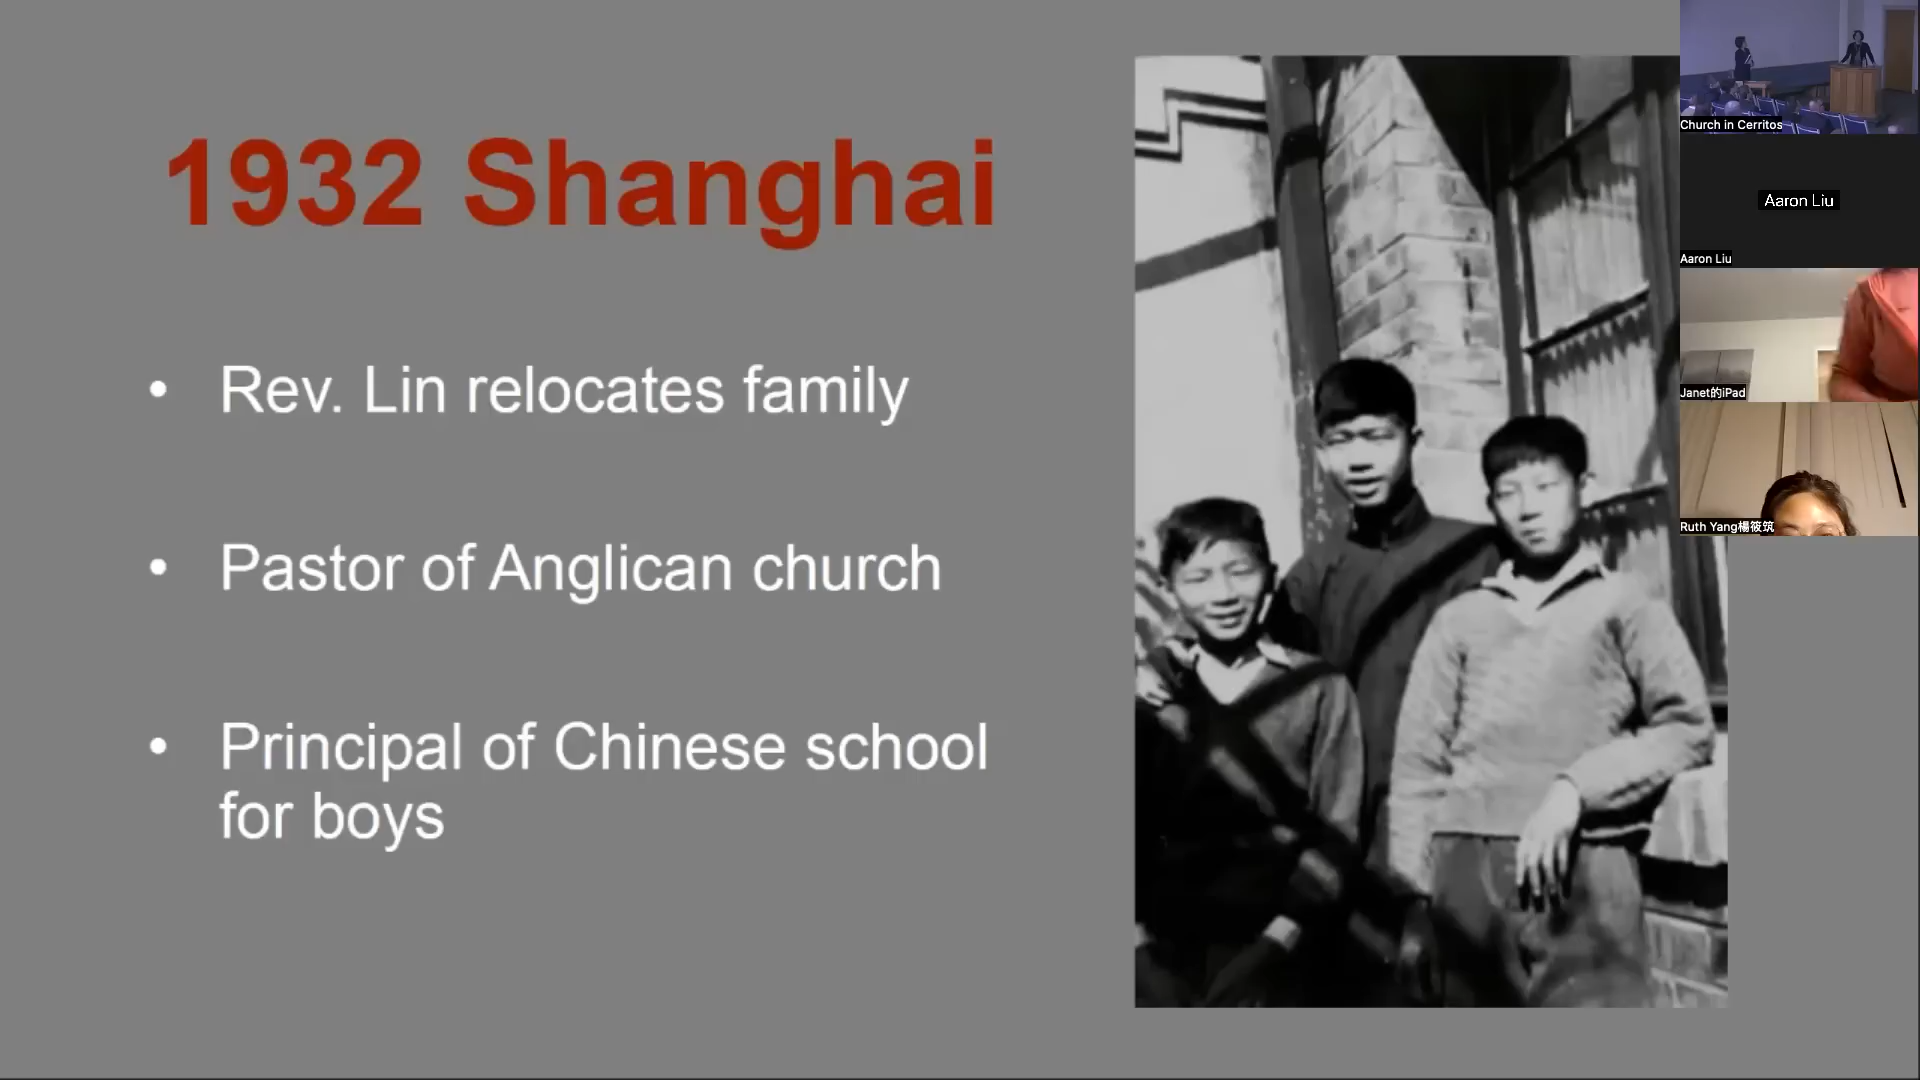 1932 Shanghai
• Rev. Lin relocates family
• Pastor of Anglican church
• Principal of Chinese school
for boys
Church in Cerritos
Aaron Liu
Aaron Liu
Janet的iPad
Ruth Yang楊筱筑